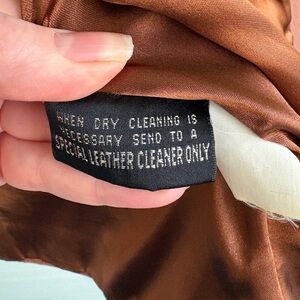 WHEN DRY CLEANING IS
NECESSARY SEND TO A
SPECIAL LEATHER CLEANER ONLY